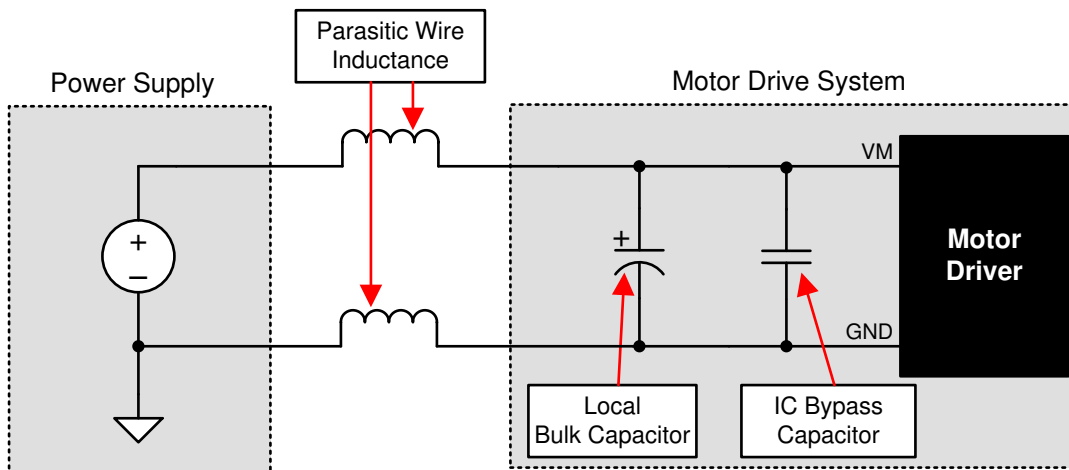 Parasitic Wire
Inductance
Power Supply
Motor Drive System
VM
+
−
+
Motor
Driver
GND
Local
Bulk Capacitor
IC Bypass
Capacitor